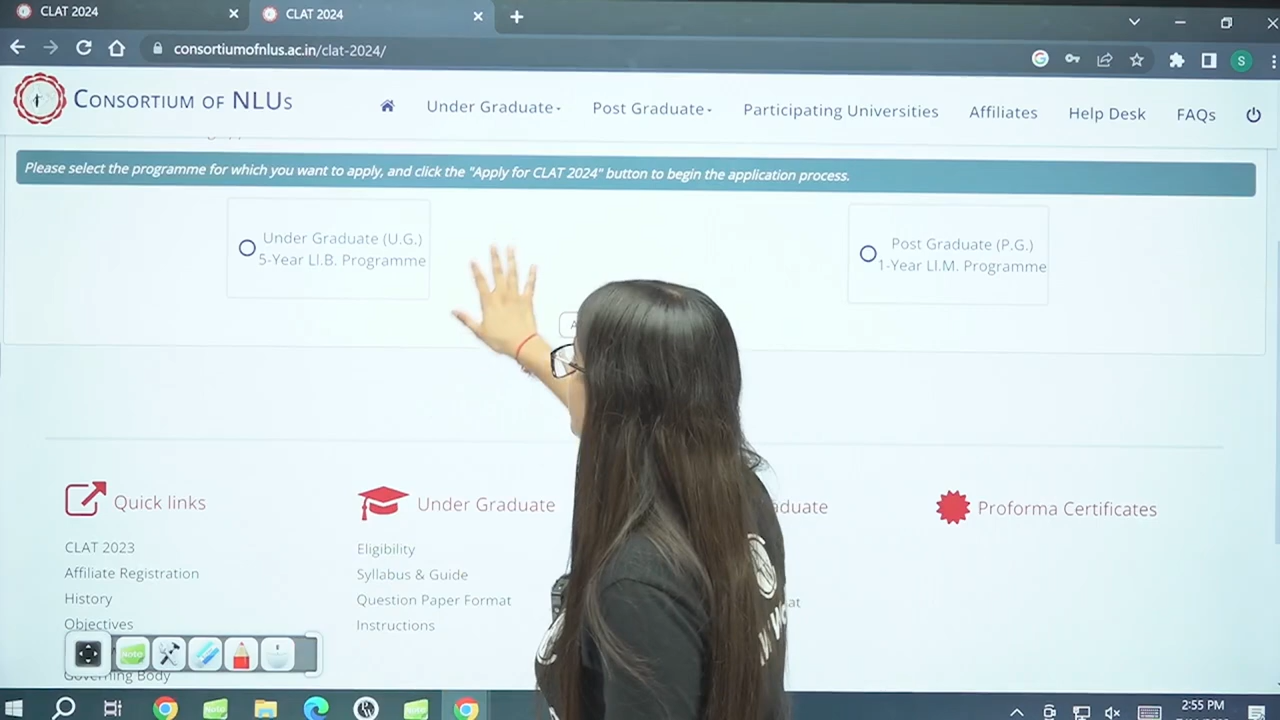 CLAT 2024
CLAT 2024
consortiumofnlus.ac.in/clat-2024/
S
CONSORTIUM OF NLUS
Under Graduate
Post Graduate
Participating Universities
Affiliates
Help Desk
FAQs
Please select the programme for which you want to apply, and click the "Apply for CLAT 2024" button to begin the application process.
Under Graduate (U.G.)
5-Year Ll.B. Programme
Post Graduate (P.G.)
1-Year Ll.M. Programme
Quick links
Under Graduate
Proforma Certificates
CLAT 2023
Eligibility
Affiliate Registration
Syllabus & Guide
History
Question Paper Format
Objectives
Instructions
Governing Body
Note
2:55 PM